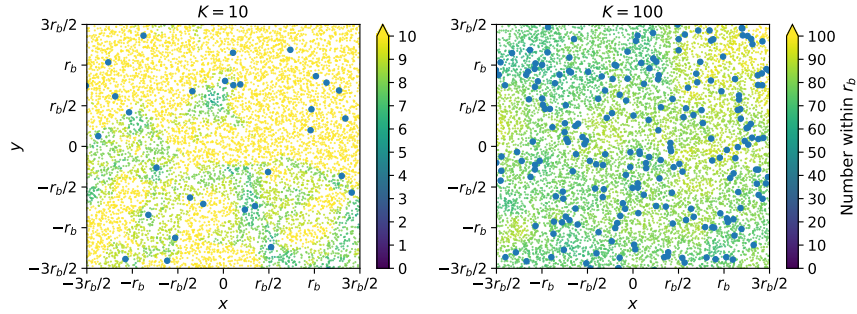 K = 10
3r_b/2
r_b
r_b/2
0
−r_b/2
−r_b
−3r_b/2
y
−3r_b/2 −r_b −r_b/2 0 r_b/2 r_b 3r_b/2
x
10
9
8
7
6
5
4
3
2
1
0
K = 100
3r_b/2
r_b
r_b/2
0
−r_b/2
−r_b
−3r_b/2
−3r_b/2 −r_b −r_b/2 0 r_b/2 r_b 3r_b/2
x
100
90
80
70
60
50
40
30
20
10
0
Number within r_b